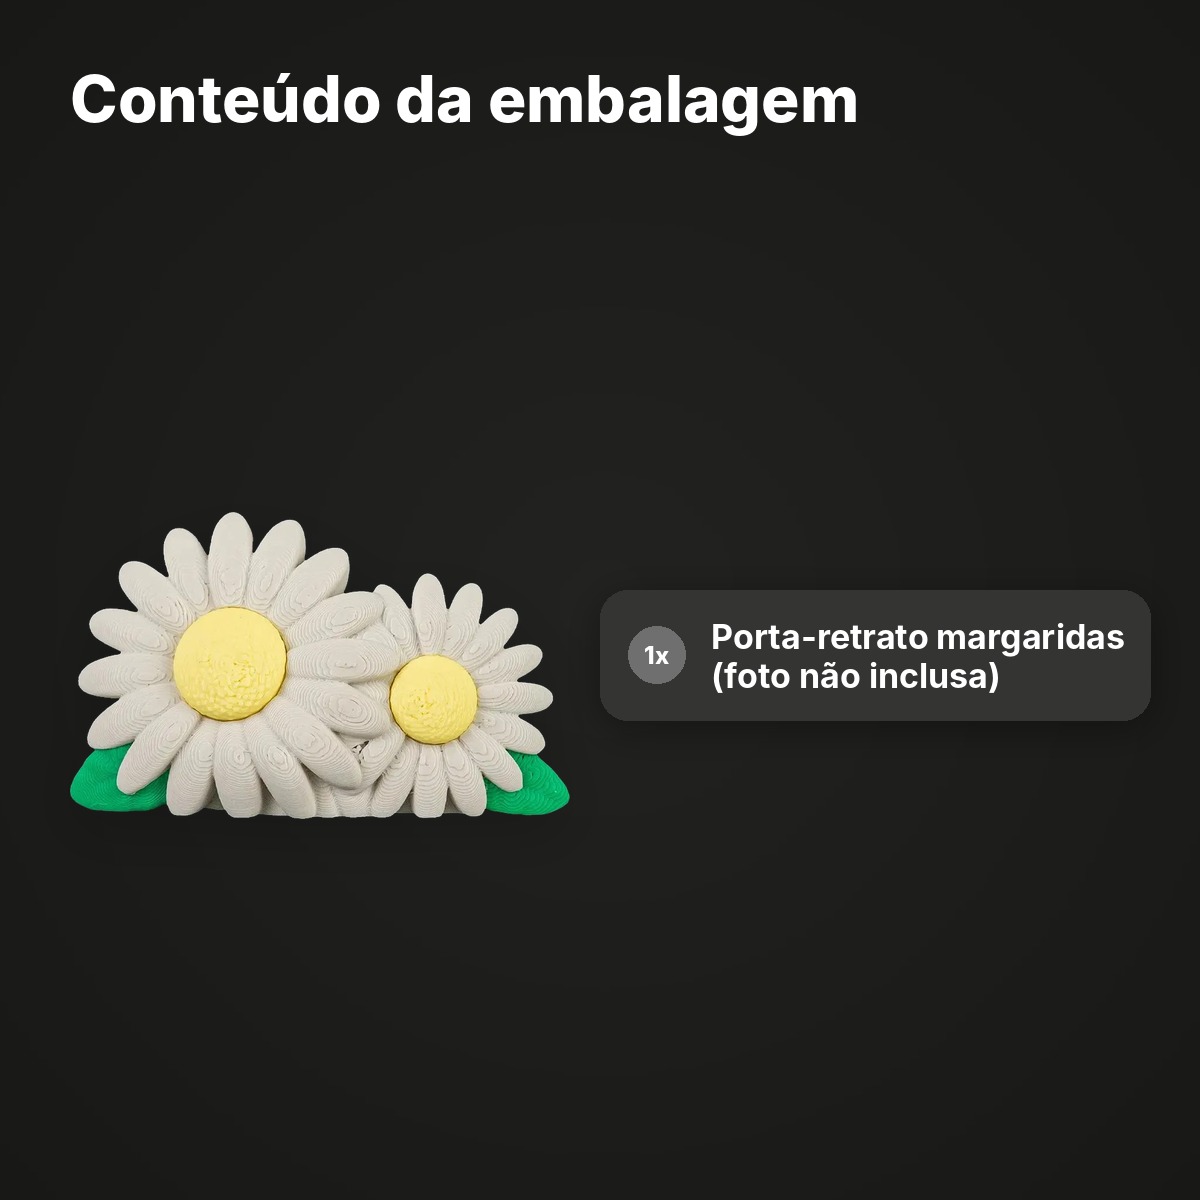 Conteúdo da embalagem
1x
Porta-retrato margaridas
(foto não inclusa)